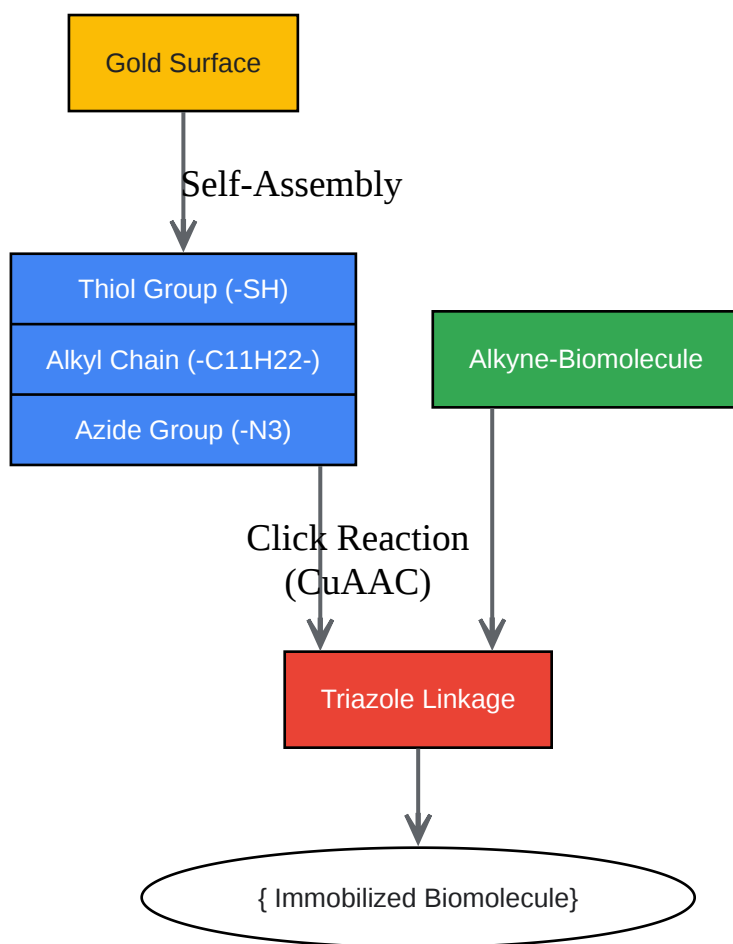 Gold Surface
Self-Assembly
Thiol Group (-SH)
Alkyl Chain (-C11H22-)
Azide Group (-N3)
Alkyne-Biomolecule
Click Reaction
(CuAAC)
Triazole Linkage
{ Immobilized Biomolecule}